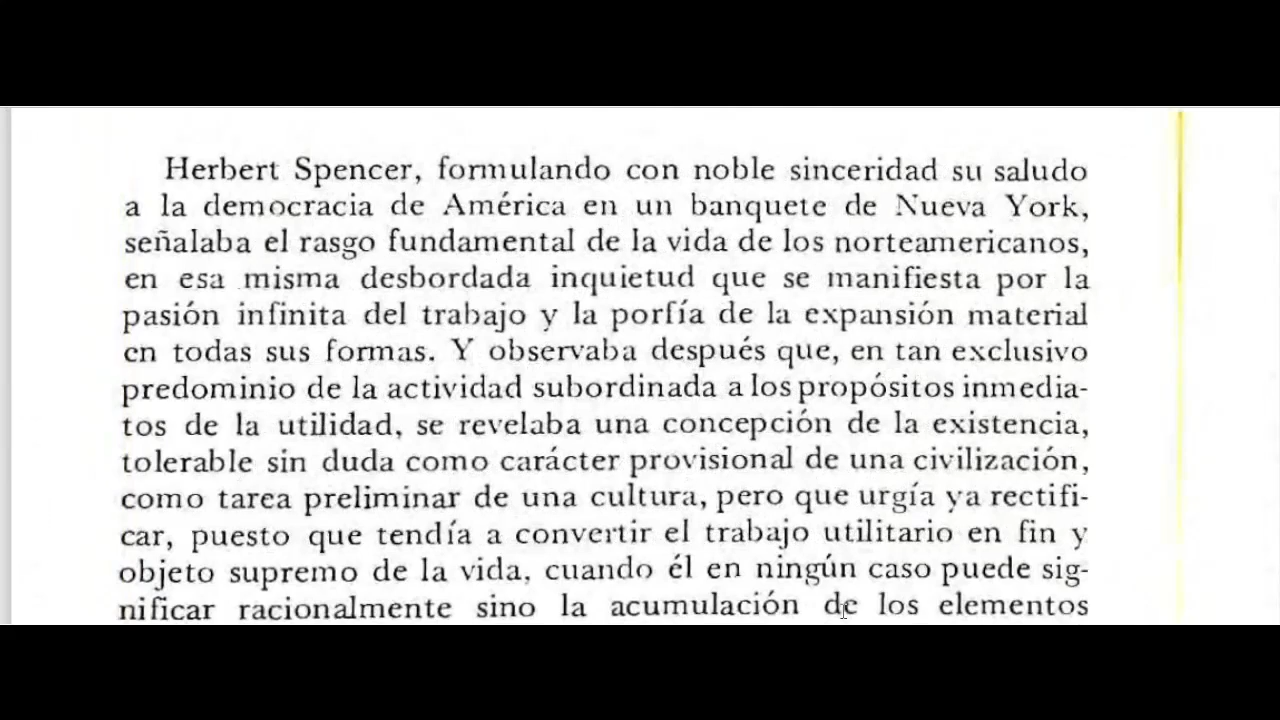 Herbert Spencer, formulando con noble sinceridad su saludo
a la democracia de América en un banquete de Nueva York,
señalaba el rasgo fundamental de la vida de los norteamericanos,
en esa misma desbordada inquietud que se manifiesta por la
pasión infinita del trabajo y la porfía de la expansión material
en todas sus formas. Y observaba después que, en tan exclusivo
predominio de la actividad subordinada a los propósitos inmedia-
tos de la utilidad, se revelaba una concepción de la existencia,
tolerable sin duda como carácter provisional de una civilización,
como tarea preliminar de una cultura, pero que urgía ya rectifi-
car, puesto que tendía a convertir el trabajo utilitario en fin y
objeto supremo de la vida, cuando él en ningún caso puede sig-
nificar racionalmente sino la acumulación de los elementos